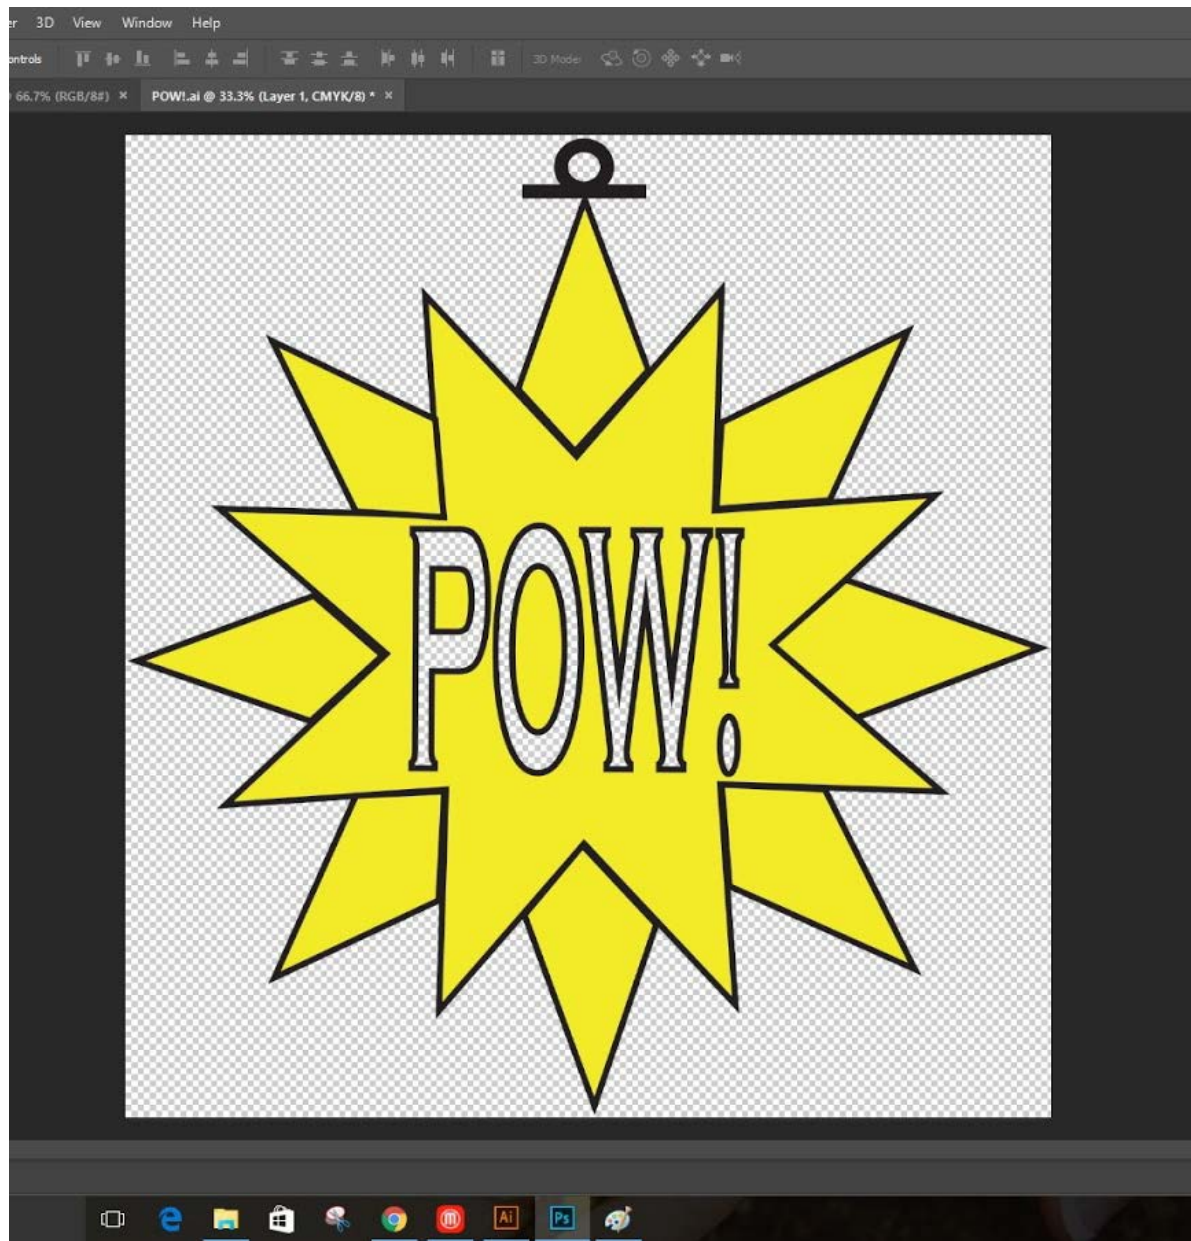 3D View Window Help
ontrols 3D Mode:
66.7% (RGB/8#) × POW!.ai @ 33.3% (Layer 1, CMYK/8) * ×
POW!
Ai Ps